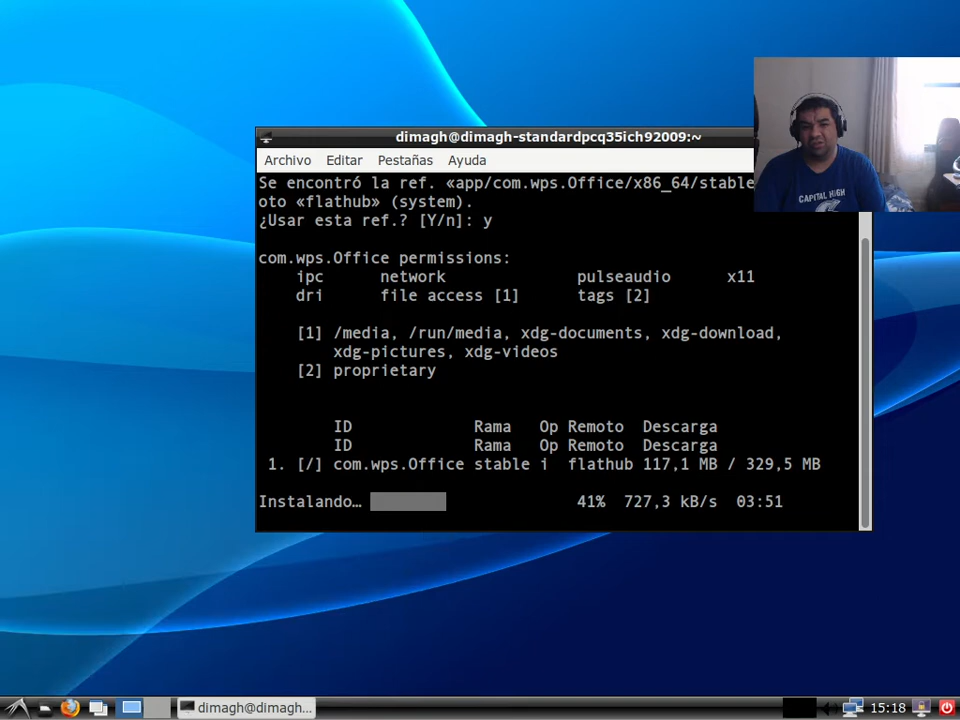 dimagh@dimagh-standardpcq35ich92009:~
Archivo Editar Pestañas Ayuda
Se encontró la ref. «app/com.wps.Office/x86_64/stable
oto «flathub» (system).
¿Usar esta ref.? [Y/n]: y
com.wps.Office permissions:
ipc network pulseaudio x11
dri file access [1] tags [2]
[1] /media, /run/media, xdg-documents, xdg-download,
xdg-pictures, xdg-videos
[2] proprietary
ID Rama Op Remoto Descarga
ID Rama Op Remoto Descarga
1. [/] com.wps.Office stable i flathub 117,1 MB / 329,5 MB
Instalando… 41% 727,3 kB/s 03:51
CAPITAL HIGH
dimagh@dimagh...
15:18